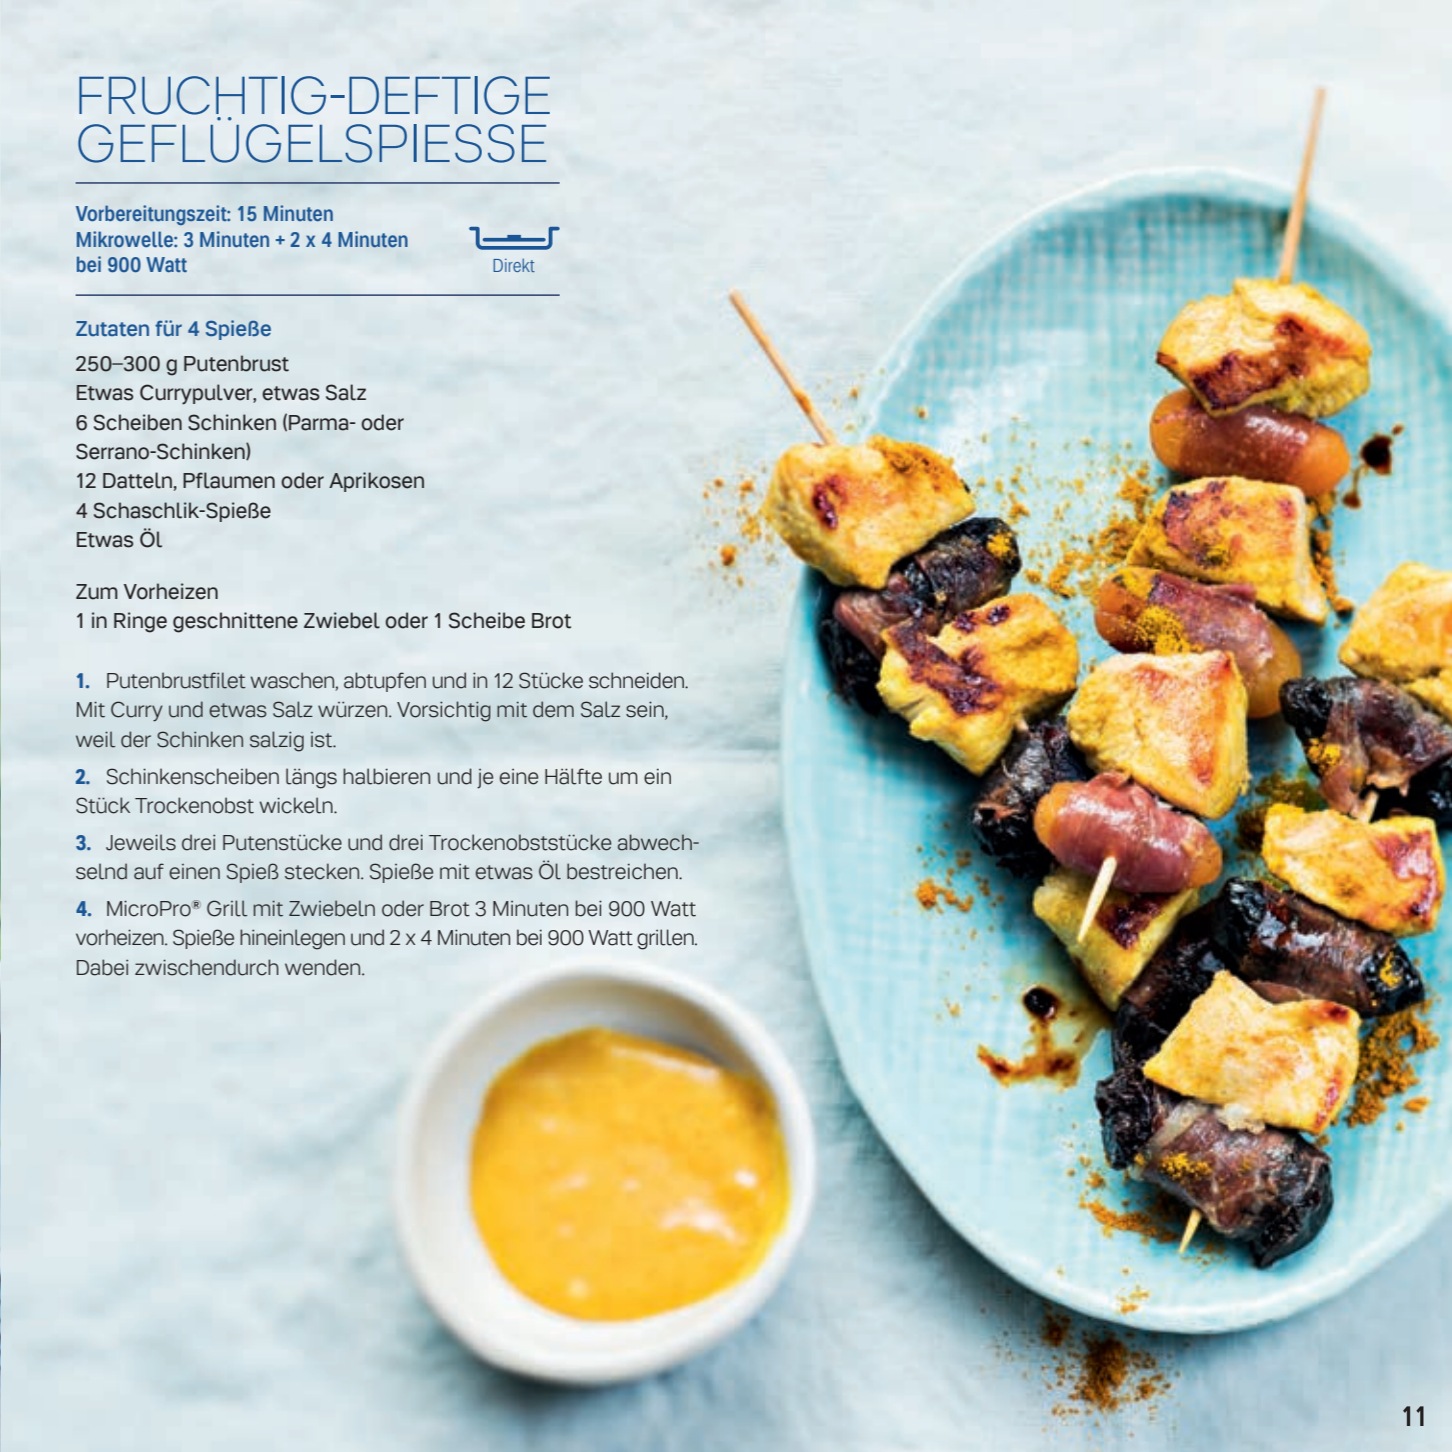 FRUCHTIG-DEFTIGE
GEFLÜGELSPIESSE
Vorbereitungszeit: 15 Minuten
Mikrowelle: 3 Minuten + 2 x 4 Minuten
bei 900 Watt
Direkt
Zutaten für 4 Spieße
250–300 g Putenbrust
Etwas Currypulver, etwas Salz
6 Scheiben Schinken (Parma- oder
Serrano-Schinken)
12 Datteln, Pflaumen oder Aprikosen
4 Schaschlik-Spieße
Etwas Öl
Zum Vorheizen
1 in Ringe geschnittene Zwiebel oder 1 Scheibe Brot
1. Putenbrustfilet waschen, abtupfen und in 12 Stücke schneiden.
Mit Curry und etwas Salz würzen. Vorsichtig mit dem Salz sein,
weil der Schinken salzig ist.
2. Schinkenscheiben längs halbieren und je eine Hälfte um ein
Stück Trockenobst wickeln.
3. Jeweils drei Putenstücke und drei Trockenobststücke abwech-
selnd auf einen Spieß stecken. Spieße mit etwas Öl bestreichen.
4. MicroPro® Grill mit Zwiebeln oder Brot 3 Minuten bei 900 Watt
vorheizen. Spieße hineinlegen und 2 x 4 Minuten bei 900 Watt grillen.
Dabei zwischendurch wenden.
11